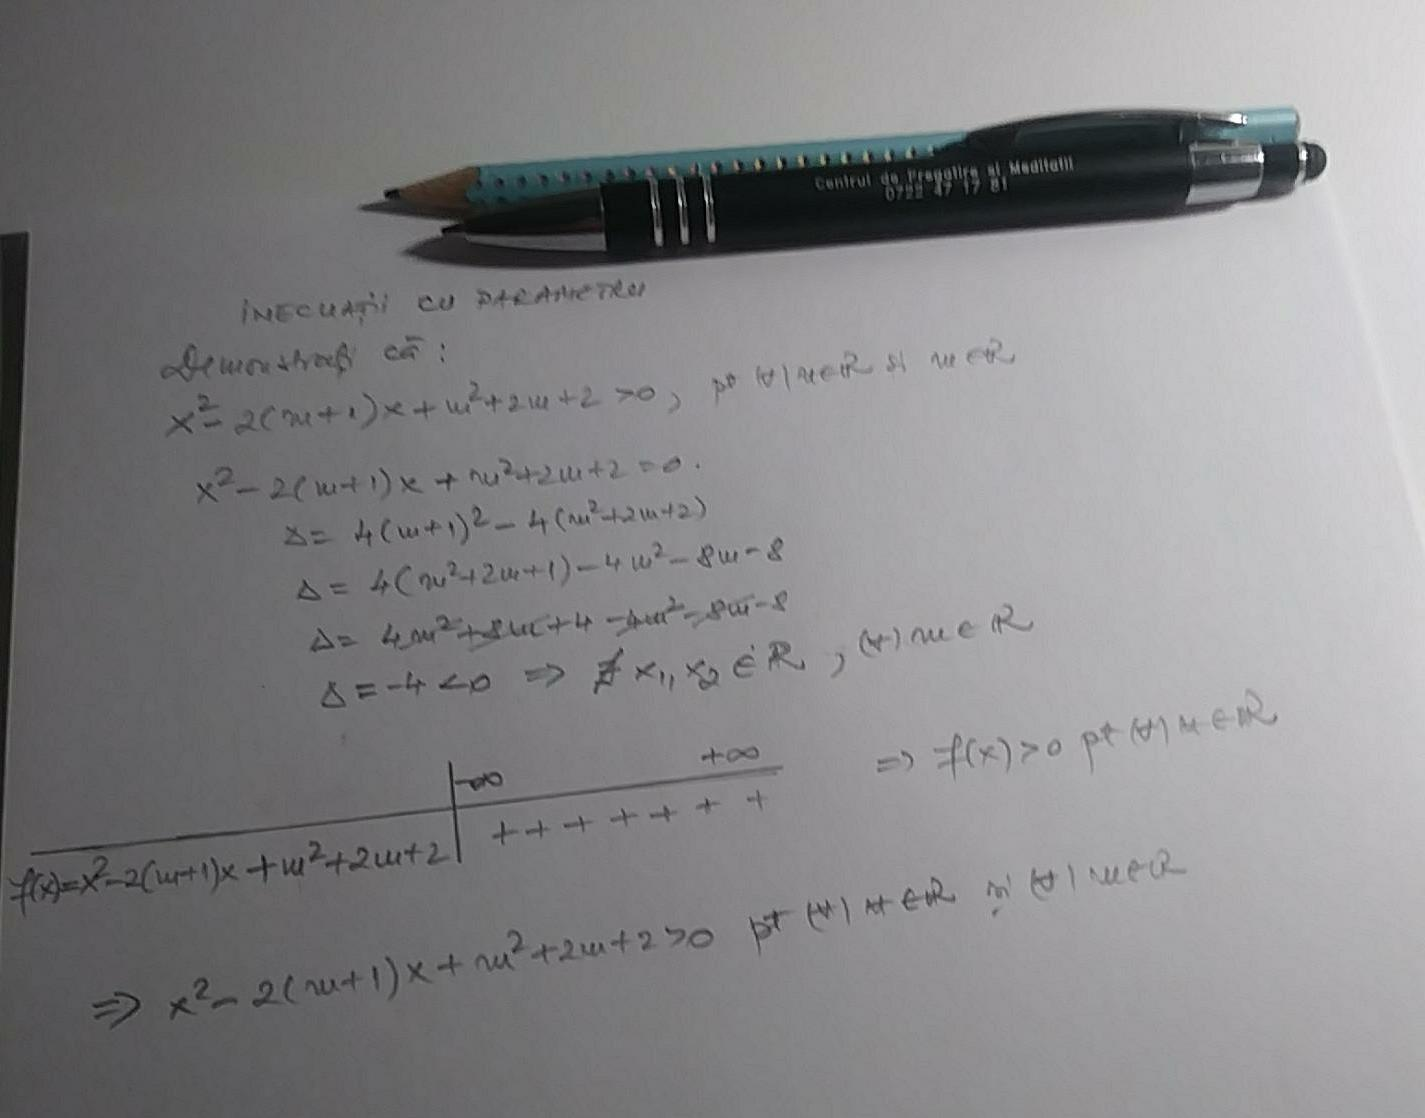 Centrul de Pregatire si Meditatii
0722 47 17 81
INECUAȚII CU PARAMETRU
Demonstrați că:
x² - 2(m+1)x + m²+2m+2 >0, pt (∀) x∈R și m∈R
x² - 2(m+1)x + m²+2m+2 =0.
Δ= 4(m+1)² - 4(m²+2m+2)
Δ= 4(m²+2m+1) - 4m² - 8m - 8
Δ= 4m²+8m+4 - 4m² - 8m - 8
Δ = -4 <0 => ∄ x₁, x₂ ∈ R, (∀) m ∈ R
-∞ +∞ => f(x)>0 pt (∀) x ∈ R
f(x)=x²-2(m+1)x+m²+2m+2 + + + + + + +
=> x² - 2(m+1)x + m²+2m+2 >0 pt (∀) x ∈R și (∀) m∈R